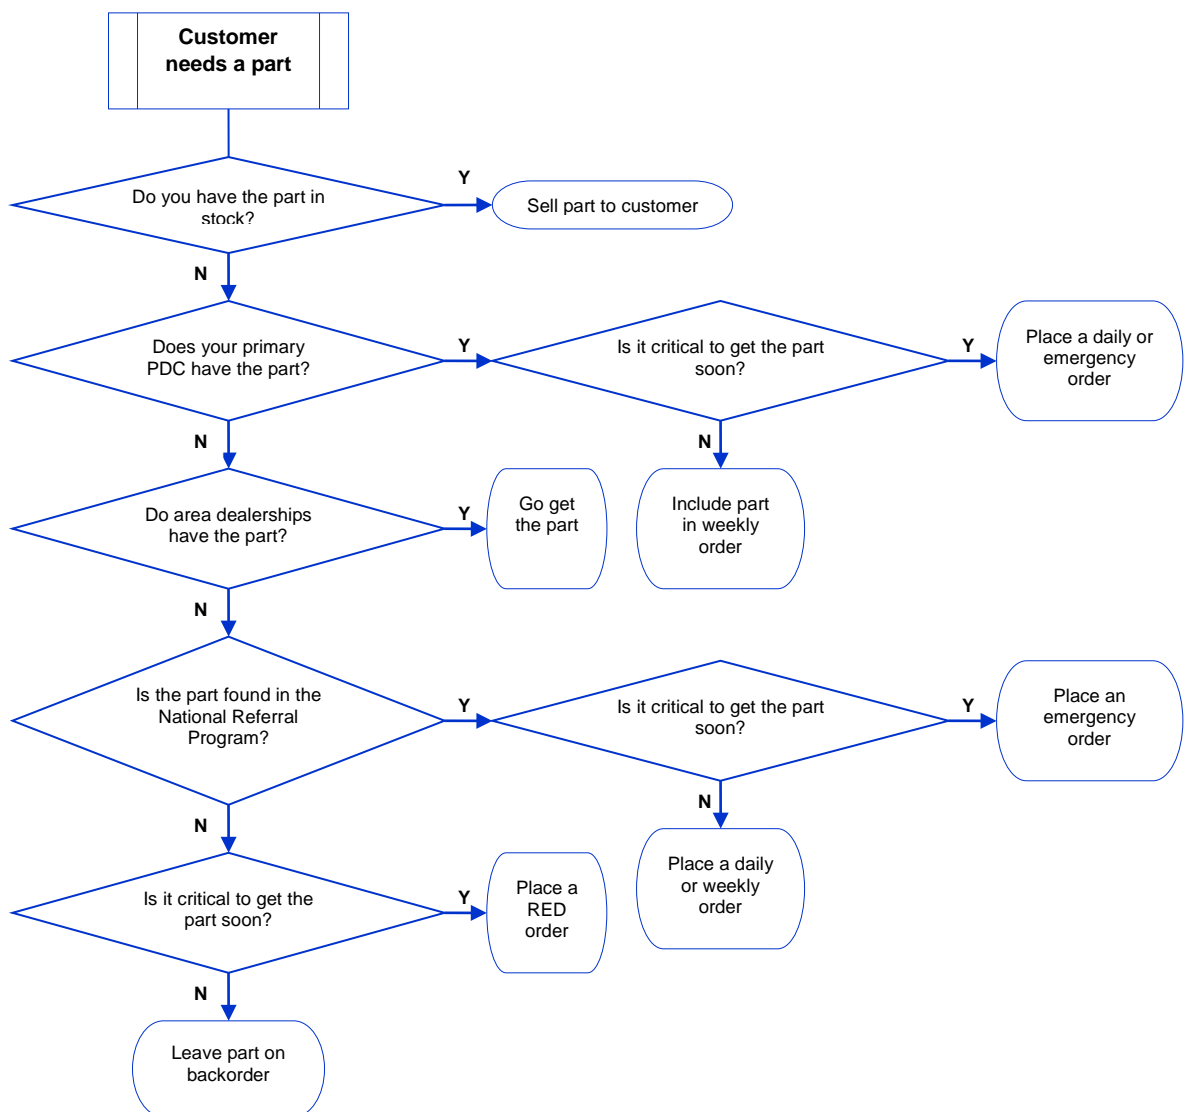 Customer
needs a part
Do you have the part in
stock?
Y
Sell part to customer
N
Does your primary
PDC have the part?
Y
Is it critical to get the part
soon?
Y
Place a daily or
emergency
order
N
N
Do area dealerships
have the part?
Y
Go get
the part
Include part
in weekly
order
N
Is the part found in the
National Referral
Program?
Y
Is it critical to get the part
soon?
Y
Place an
emergency
order
N
N
Is it critical to get the
part soon?
Y
Place a
RED
order
Place a daily
or weekly
order
N
Leave part on
backorder